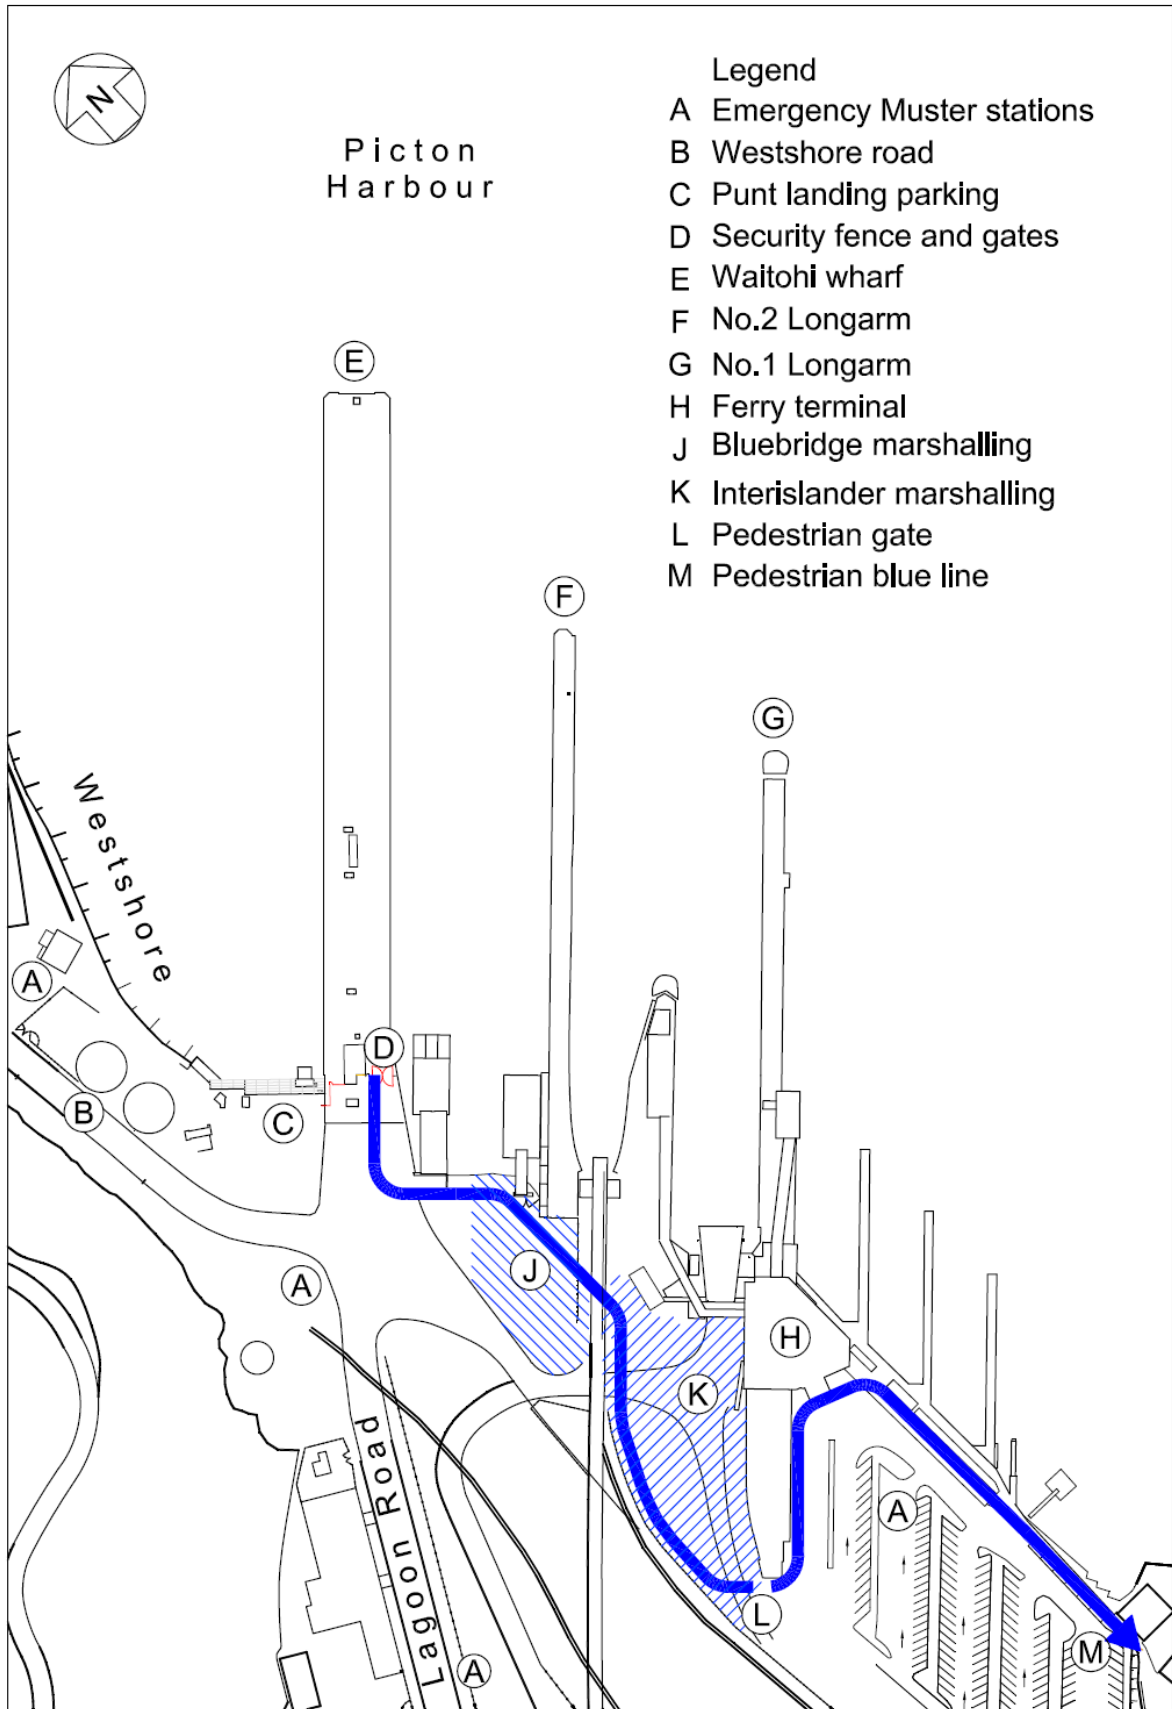 N
Picton
Harbour
Legend
A Emergency Muster stations
B Westshore road
C Punt landing parking
D Security fence and gates
E Waitohi wharf
F No.2 Longarm
G No.1 Longarm
H Ferry terminal
J Bluebridge marshalling
K Interislander marshalling
L Pedestrian gate
M Pedestrian blue line
E
F
G
Westshore
A
D
B
C
J
A
H
K
Lagoon Road
A
L
A
M